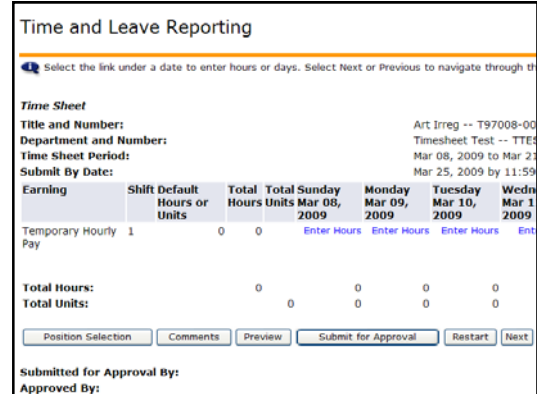 Time and Leave Reporting
Select the link under a date to enter hours or days. Select Next or Previous to navigate through th
Time Sheet
Title and Number: Art Irreg -- T97008-00
Department and Number: Timesheet Test -- TTES
Time Sheet Period: Mar 08, 2009 to Mar 21
Submit By Date: Mar 25, 2009 by 11:59
Earning Shift Default Total Total Sunday Monday Tuesday Wedn
Hours or Hours Units Mar 08, Mar 09, Mar 10, Mar 1
Units 2009 2009 2009 2009
Temporary Hourly 1 0 0 Enter Hours Enter Hours Enter Hours Ent
Pay
Total Hours: 0 0 0 0
Total Units: 0 0 0 0
Position Selection Comments Preview Submit for Approval Restart Next
Submitted for Approval By:
Approved By: